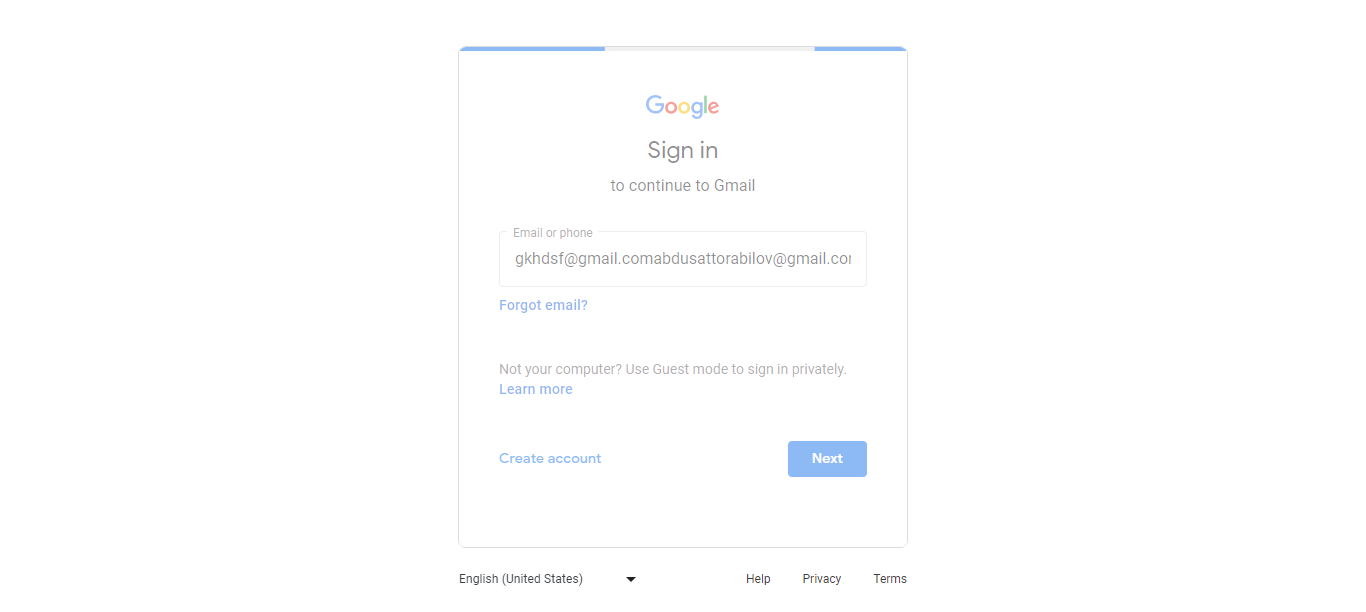 Google
Sign in
to continue to Gmail
Email or phone
gkhdsf@gmail.comabdusattorabilov@gmail.co
Forgot email?
Not your computer? Use Guest mode to sign in privately.
Learn more
Create account
Next
English (United States)
Help
Privacy
Terms